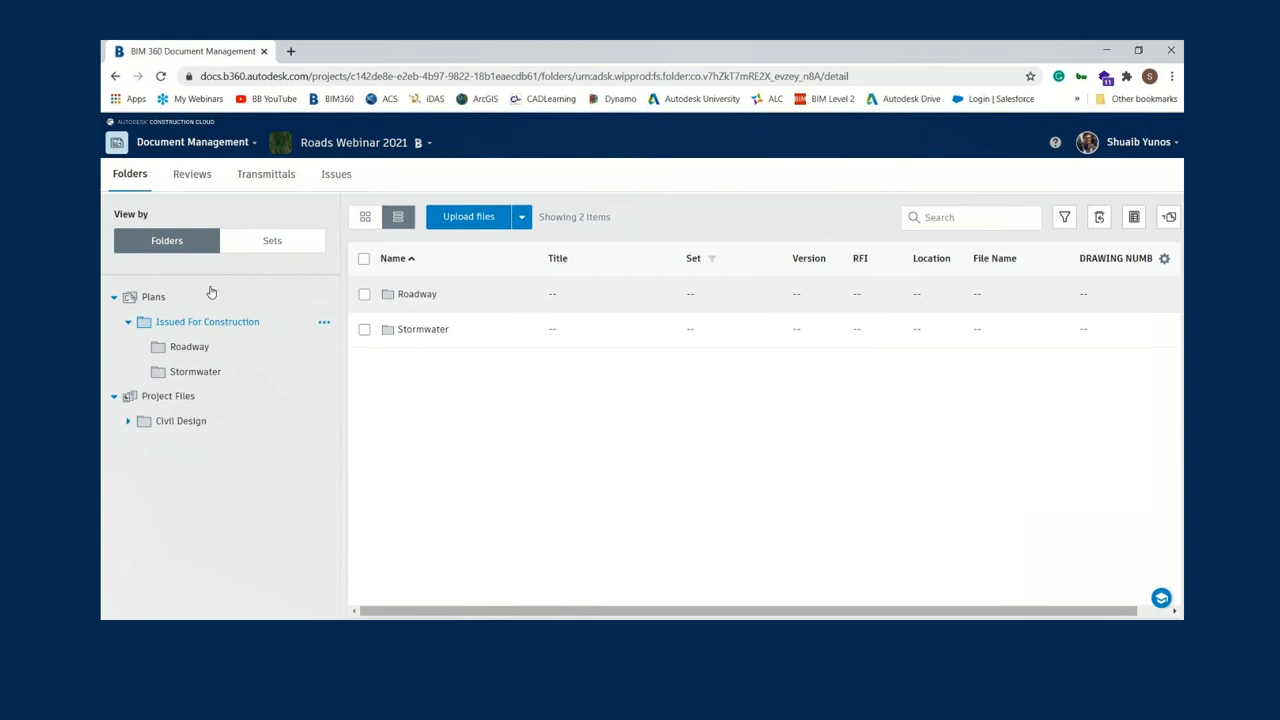 BIM 360 Document Management
docs.b360.autodesk.com/projects/c142de8e-e2eb-4b97-9822-18b1eaecdb61/folders/urn:adsk.wipprod:fs.folder:co.v7hZkT7mRE2X_evzey_n8A/detail
Apps My Webinars BB YouTube BIM360 ACS iDAS ArcGIS CADLearning Dynamo Autodesk University ALC BIM Level 2 Autodesk Drive Login | Salesforce » Other bookmarks
AUTODESK CONSTRUCTION CLOUD
Document Management Roads Webinar 2021 Shuaib Yunos
Folders Reviews Transmittals Issues
View by
Folders Sets
Upload files Showing 2 items Search
Name Title Set Version RFI Location File Name DRAWING NUMB
Roadway -- -- -- -- -- -- --
Stormwater -- -- -- -- -- -- --
Plans
Issued For Construction
Roadway
Stormwater
Project Files
Civil Design